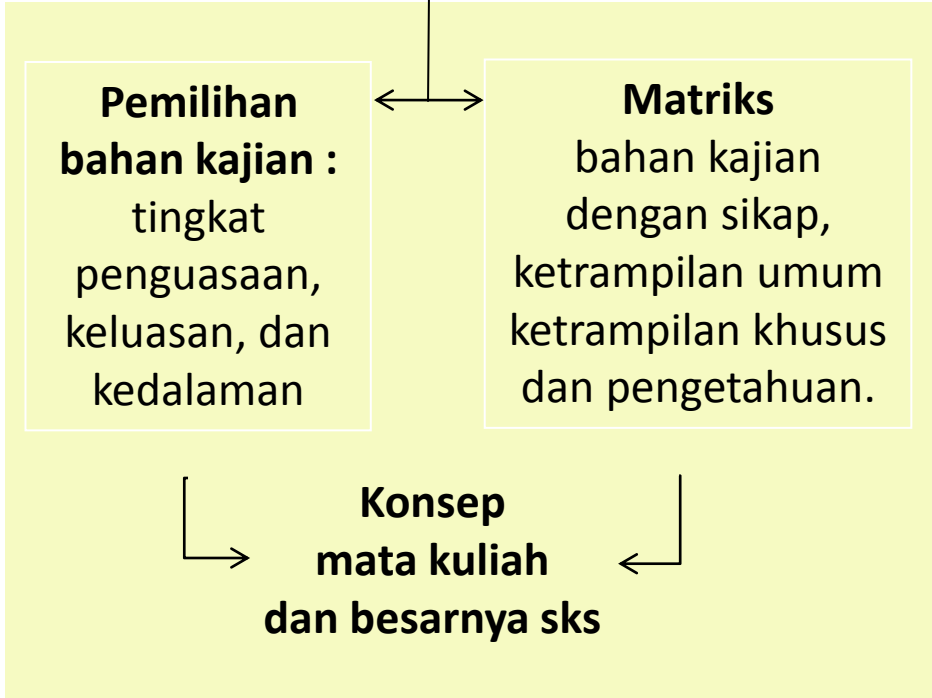 Pemilihan
bahan kajian :
tingkat
penguasaan,
keluasan, dan
kedalaman
Matriks
bahan kajian
dengan sikap,
ketrampilan umum
ketrampilan khusus
dan pengetahuan.
Konsep
mata kuliah
dan besarnya sks